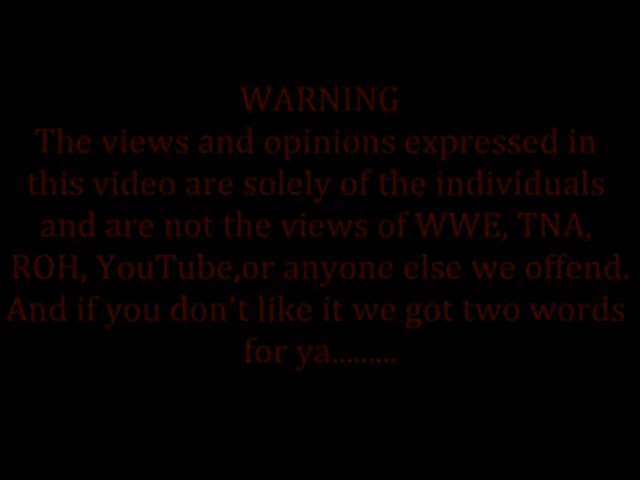 WARNING
The views and opinions expressed in
this video are solely of the individuals
and are not the views of WWE, TNA,
ROH, YouTube,or anyone else we offend.
And if you don't like it we got two words
for ya.........